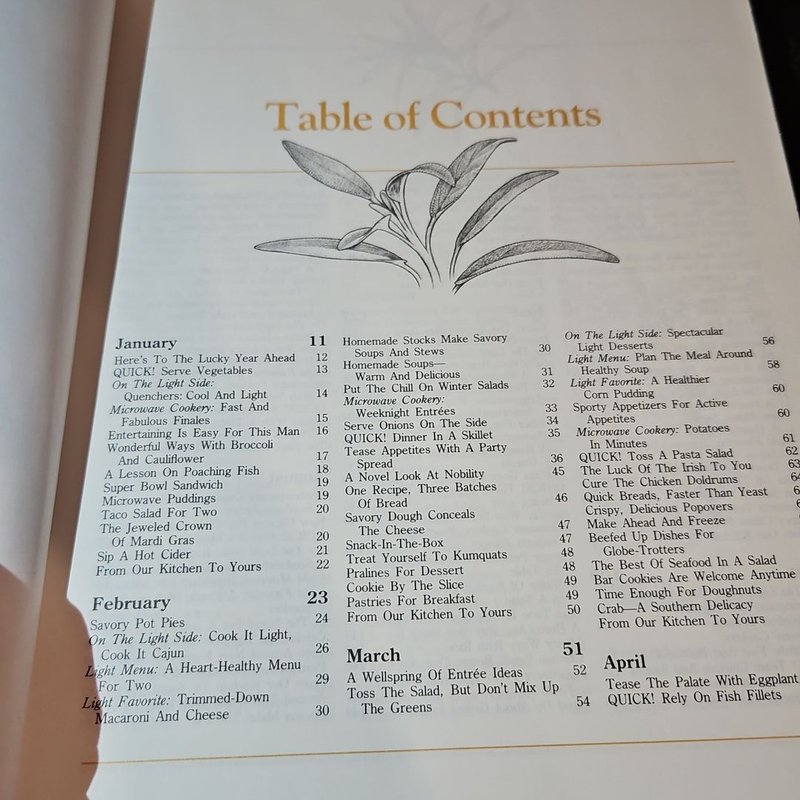 Table of Contents
January 11
Here's To The Lucky Year Ahead 12
QUICK! Serve Vegetables 13
On The Light Side:
Quenchers: Cool And Light 14
Microwave Cookery: Fast And
Fabulous Finales 15
Entertaining Is Easy For This Man 16
Wonderful Ways With Broccoli
And Cauliflower 17
A Lesson On Poaching Fish 18
Super Bowl Sandwich 19
Microwave Puddings 19
Taco Salad For Two 20
The Jeweled Crown
Of Mardi Gras 20
Sip A Hot Cider 21
From Our Kitchen To Yours 22
February 23
Savory Pot Pies 24
On The Light Side: Cook It Light,
Cook It Cajun 26
Light Menu: A Heart-Healthy Menu
For Two 29
Light Favorite: Trimmed-Down
Macaroni And Cheese 30
Homemade Stocks Make Savory
Soups And Stews 30
Homemade Soups—
Warm And Delicious 31
Put The Chill On Winter Salads 32
Microwave Cookery:
Weeknight Entrées 33
Serve Onions On The Side 34
QUICK! Dinner In A Skillet 35
Tease Appetites With A Party
Spread 36
A Novel Look At Nobility 45
One Recipe, Three Batches
Of Bread 46
Savory Dough Conceals
The Cheese 47
Snack-In-The-Box 47
Treat Yourself To Kumquats 48
Pralines For Dessert 48
Cookie By The Slice 49
Pastries For Breakfast 49
From Our Kitchen To Yours 50
March 51
A Wellspring Of Entrée Ideas 52
Toss The Salad, But Don't Mix Up
The Greens 54
On The Light Side: Spectacular
Light Desserts 56
Light Menu: Plan The Meal Around
Healthy Soup 58
Light Favorite: A Healthier
Corn Pudding 60
Sporty Appetizers For Active
Appetites 60
Microwave Cookery: Potatoes
In Minutes 61
QUICK! Toss A Pasta Salad 62
The Luck Of The Irish To You 63
Cure The Chicken Doldrums
Quick Breads, Faster Than Yeast
Crispy, Delicious Popovers
Make Ahead And Freeze
Beefed Up Dishes For
Globe-Trotters
The Best Of Seafood In A Salad
Bar Cookies Are Welcome Anytime
Time Enough For Doughnuts
Crab—A Southern Delicacy
From Our Kitchen To Yours
April
Tease The Palate With Eggplant
QUICK! Rely On Fish Fillets